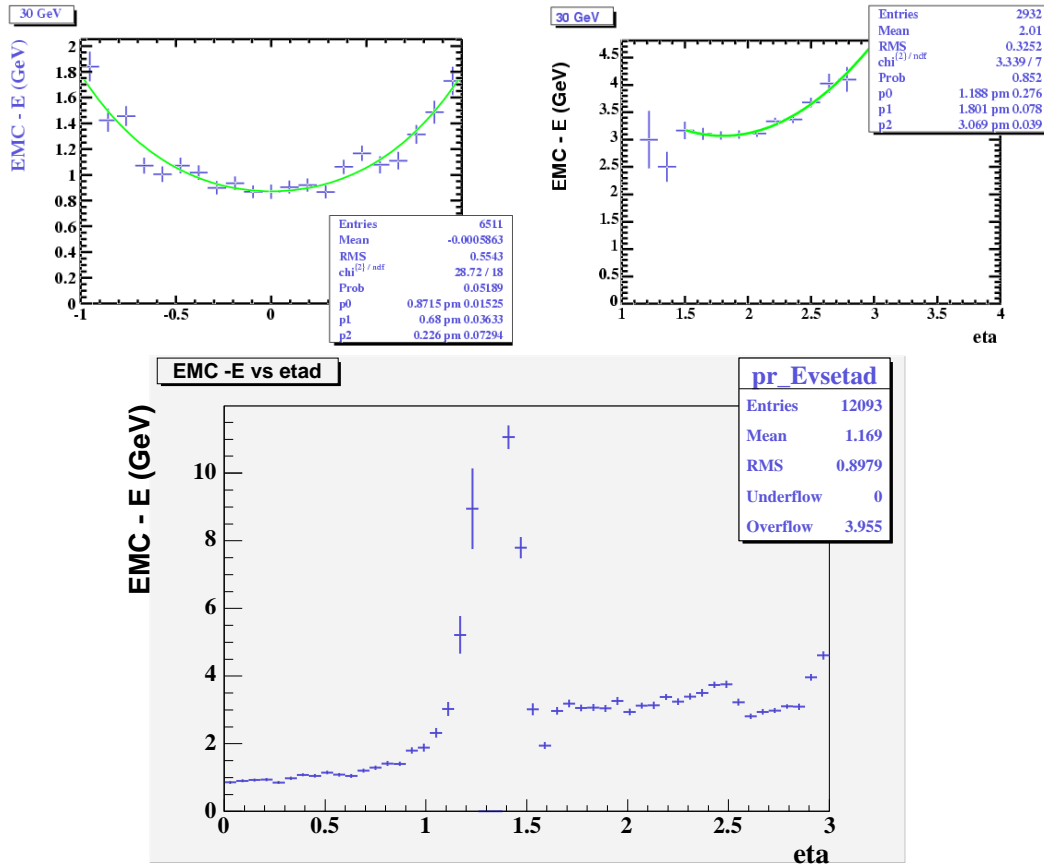 30 GeV
EMC - E (GeV)
2
1.8
1.6
1.4
1.2
1
0.8
0.6
0.4
0.2
0
-1
-0.5
0
Entries 6511
Mean -0.0005863
RMS 0.5543
chi^{2} / ndf 28.72 / 18
Prob 0.05189
p0 0.8715 pm 0.01525
p1 0.68 pm 0.03633
p2 0.226 pm 0.07294
30 GeV
EMC - E (GeV)
4.5
4
3.5
3
2.5
2
1.5
1
0.5
0
1
1.5
2
2.5
3
3.5
4
eta
Entries 2932
Mean 2.01
RMS 0.3252
chi^{2} / ndf 3.339 / 7
Prob 0.852
p0 1.188 pm 0.276
p1 1.801 pm 0.078
p2 3.069 pm 0.039
EMC -E vs etad
EMC - E (GeV)
10
8
6
4
2
0
0
0.5
1
1.5
2
2.5
3
eta
pr_Evsetad
Entries 12093
Mean 1.169
RMS 0.8979
Underflow 0
Overflow 3.955